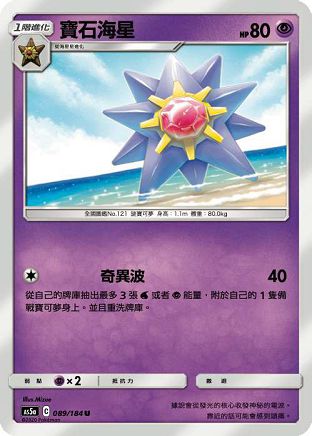 1階進化 寶石海星 HP80
從海星星進化
全國圖鑑No.121 變寶可夢 身高：1.1m 體重：80.0kg
奇異波 40
從自己的牌庫抽出最多3張 或者 能量，附於自己的1隻備
戰寶可夢身上。並且重洗牌庫。
弱點 ×2 抵抗力
Illus.Mizue
AS5a C 089/184 U
©2020 Pokémon
據說會從發光的核心收發神秘的電波。
靠近的人可能會感到頭痛。